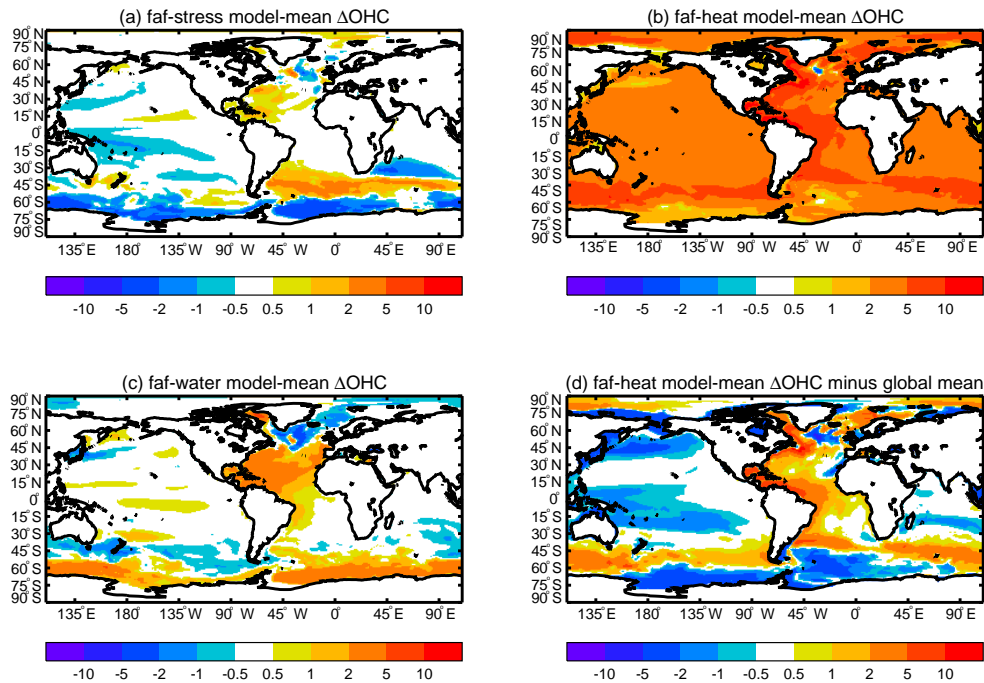 (a) faf-stress model-mean ΔOHC
90° N
75° N
60° N
45° N
30° N
15° N
0°
15° S
30° S
45° S
60° S
75° S
90° S
135° E 180° 135° W 90° W 45° W 0° 45° E 90° E
-10 -5 -2 -1 -0.5 0.5 1 2 5 10
(b) faf-heat model-mean ΔOHC
90° N
75° N
60° N
45° N
30° N
15° N
0°
15° S
30° S
45° S
60° S
75° S
90° S
135° E 180° 135° W 90° W 45° W 0° 45° E 90° E
-10 -5 -2 -1 -0.5 0.5 1 2 5 10
(c) faf-water model-mean ΔOHC
90° N
75° N
60° N
45° N
30° N
15° N
0°
15° S
30° S
45° S
60° S
75° S
90° S
135° E 180° 135° W 90° W 45° W 0° 45° E 90° E
-10 -5 -2 -1 -0.5 0.5 1 2 5 10
(d) faf-heat model-mean ΔOHC minus global mean
90° N
75° N
60° N
45° N
30° N
15° N
0°
15° S
30° S
45° S
60° S
75° S
90° S
135° E 180° 135° W 90° W 45° W 0° 45° E 90° E
-10 -5 -2 -1 -0.5 0.5 1 2 5 10